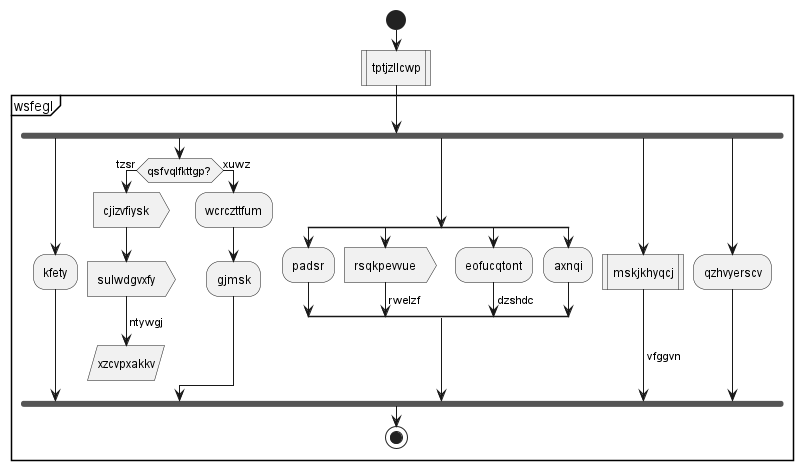 tptjzllcwp
wsfegl
tzsr
qsfvqlfkttgp?
xuwz
cjizvfiysk
wcrczttfum
kfety
sulwdgvxfy
gjmsk
padsr
rsqkpevvue
eofucqtont
axnqi
mskjkhyqcj
qzhvyerscv
rwelzf
dzshdc
ntywgj
vfggvn
xzcvpxakkv